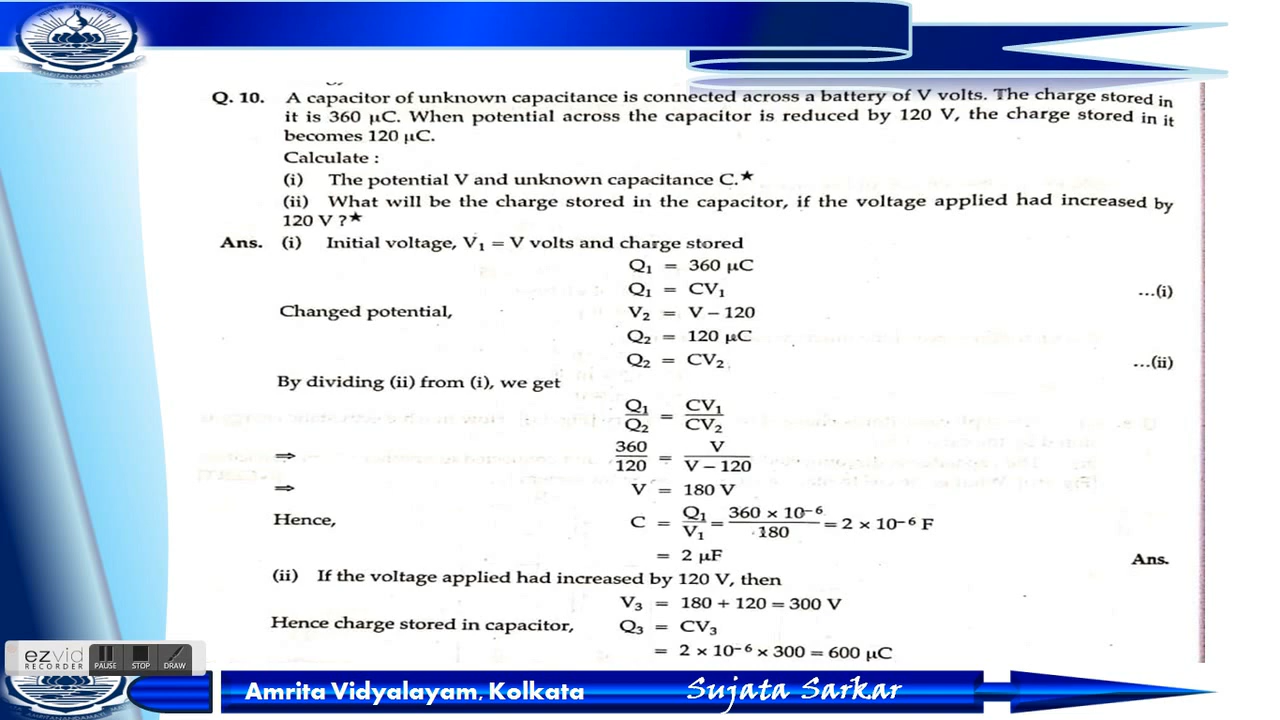 Q. 10. A capacitor of unknown capacitance is connected across a battery of V volts. The charge stored in
it is 360 μC. When potential across the capacitor is reduced by 120 V, the charge stored in it
becomes 120 μC.
Calculate :
(i) The potential V and unknown capacitance C.★
(ii) What will be the charge stored in the capacitor, if the voltage applied had increased by
120 V ?★
Ans. (i) Initial voltage, V₁ = V volts and charge stored
Q₁ = 360 μC
Q₁ = CV₁ ...(i)
Changed potential, V₂ = V – 120
Q₂ = 120 μC
Q₂ = CV₂ ...(ii)
By dividing (ii) from (i), we get
Q₁/Q₂ = CV₁/CV₂
⇒ 360/120 = V/(V – 120)
⇒ V = 180 V
Hence, C = Q₁/V₁ = 360 × 10⁻⁶/180 = 2 × 10⁻⁶ F
= 2 μF Ans.
(ii) If the voltage applied had increased by 120 V, then
V₃ = 180 + 120 = 300 V
Hence charge stored in capacitor, Q₃ = CV₃
= 2 × 10⁻⁶ × 300 = 600 μC
ezvid
RECORDER
PAUSE STOP DRAW
Amrita Vidyalayam, Kolkata Sujata Sarkar